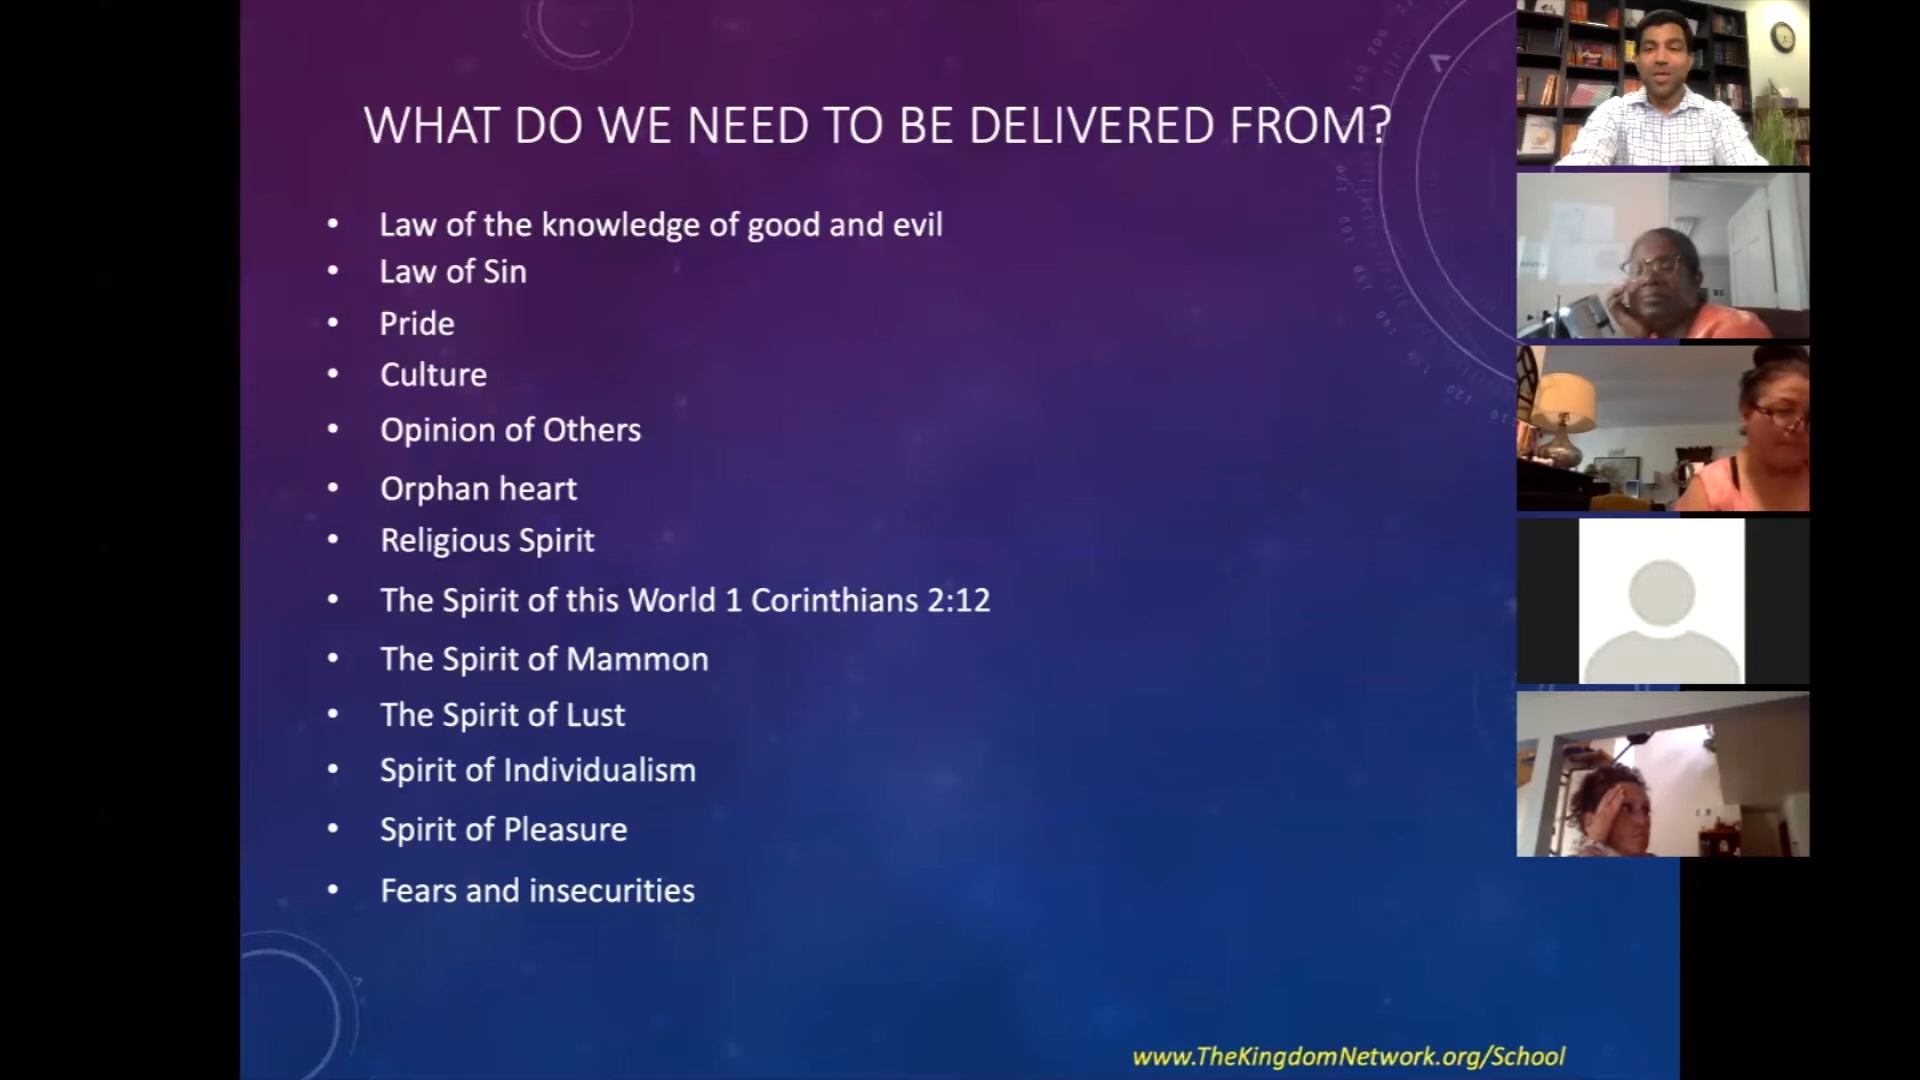 WHAT DO WE NEED TO BE DELIVERED FROM?
• Law of the knowledge of good and evil
• Law of Sin
• Pride
• Culture
• Opinion of Others
• Orphan heart
• Religious Spirit
• The Spirit of this World 1 Corinthians 2:12
• The Spirit of Mammon
• The Spirit of Lust
• Spirit of Individualism
• Spirit of Pleasure
• Fears and insecurities
www.TheKingdomNetwork.org/School